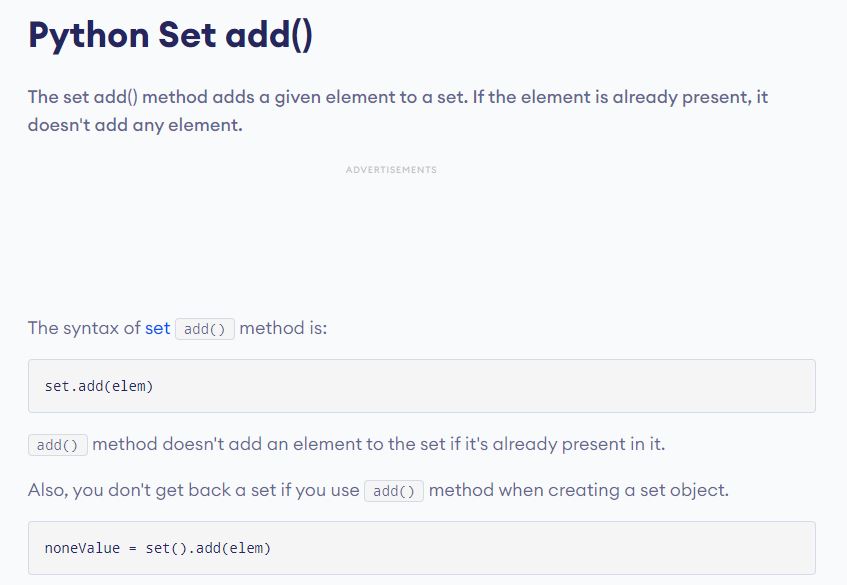 Python Set add()
The set add() method adds a given element to a set. If the element is already present, it
doesn't add any element.
ADVERTISEMENTS
The syntax of set add() method is:
set.add(elem)
add() method doesn't add an element to the set if it's already present in it.
Also, you don't get back a set if you use add() method when creating a set object.
noneValue = set().add(elem)